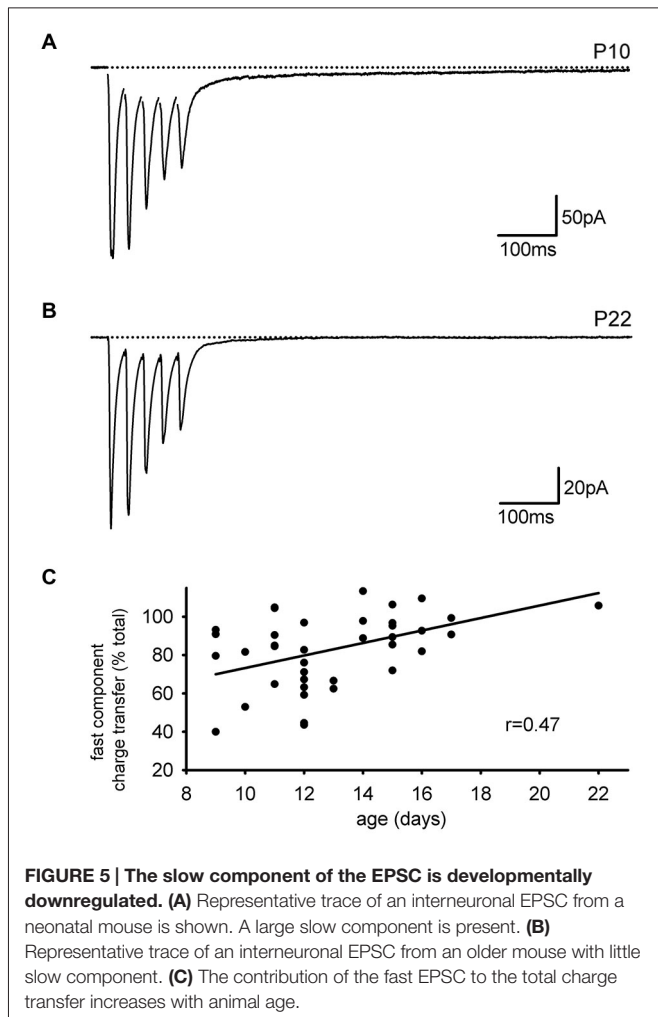 A
P10
50pA
100ms
B
P22
20pA
100ms
C
fast component
charge transfer (% total)
100
80
60
40
20
r=0.47
8 10 12 14 16 18 20 22
age (days)
FIGURE 5 | The slow component of the EPSC is developmentally
downregulated. (A) Representative trace of an interneuronal EPSC from a
neonatal mouse is shown. A large slow component is present. (B)
Representative trace of an interneuronal EPSC from an older mouse with little
slow component. (C) The contribution of the fast EPSC to the total charge
transfer increases with animal age.